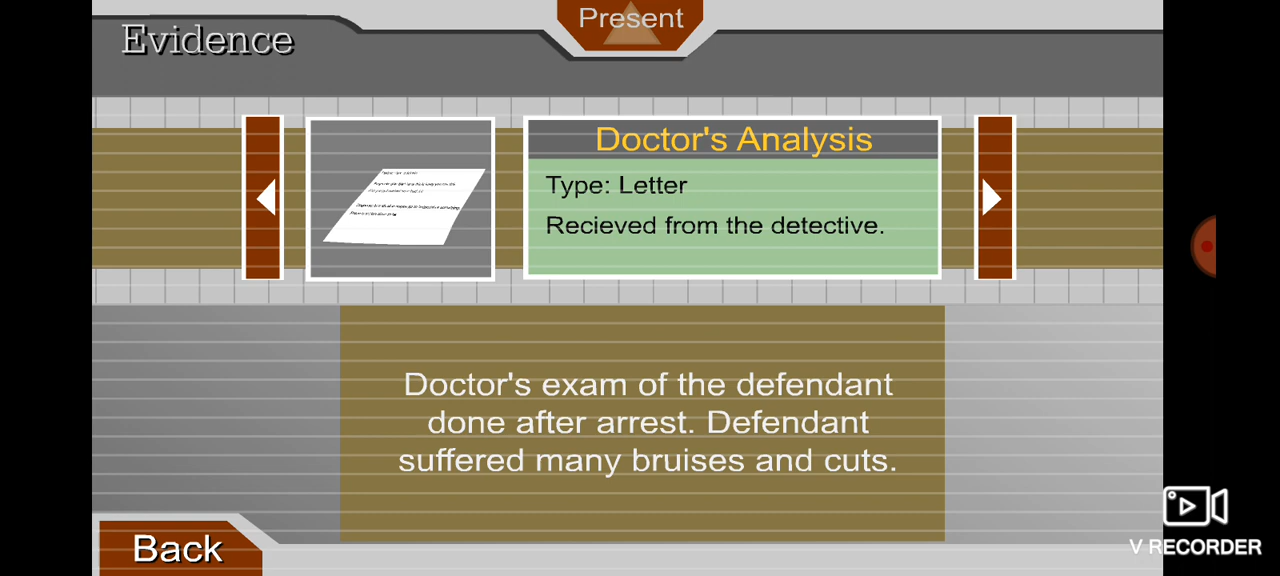 Present
Evidence
Doctor's Analysis
Type: Letter
Recieved from the detective.
Doctor's exam of the defendant
done after arrest. Defendant
suffered many bruises and cuts.
Back
V RECORDER